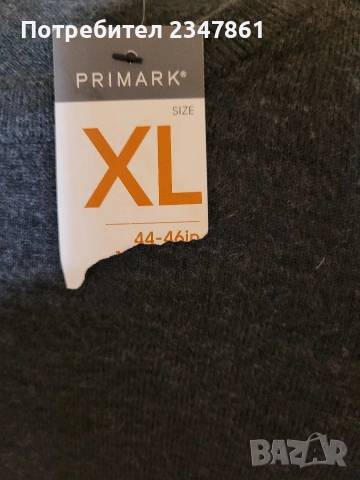 Потребител 2347861
PRIMARK®
SIZE
XL
44-46in
BAZAR